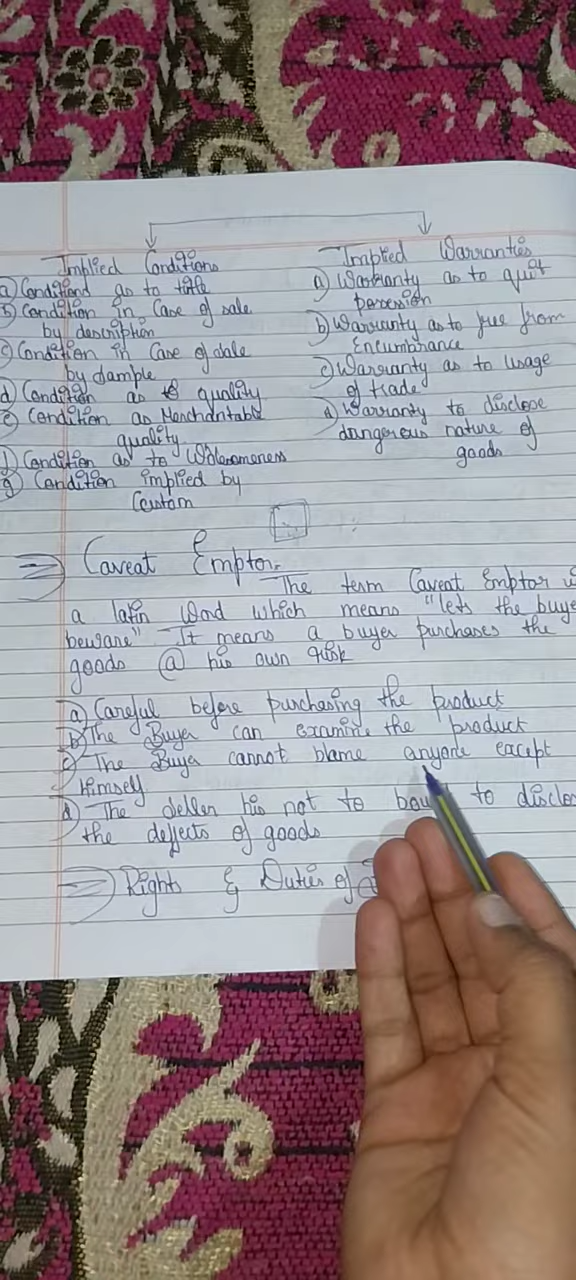 Implied Conditions
a) Conditions as to title
b) Condition in Case of sale
by description
c) Condition in Case of sale
by sample
d) Condition as to quality
e) Condition as Merchantable
quality
f) Condition as to Wholesomeness
g) Condition implied by
Custom
Implied Warranties
a) Warranty as to quit
possession
b) Warranty as to free from
Encumbrance
c) Warranty as to usage
of trade
d) Warranty to disclose
dangerous nature of
goods
Caveat Emptor.
The term Caveat Emptor
a latin word which means "lets the buye
beware" It means a buyer purchases the
goods @ his own risk
a) Careful before purchasing the product
b) The Buyer can examine the product
c) The Buyer cannot blame anyone except
Himself
d) The seller his not to to disclo
the defects of goods
Rights & Duties of